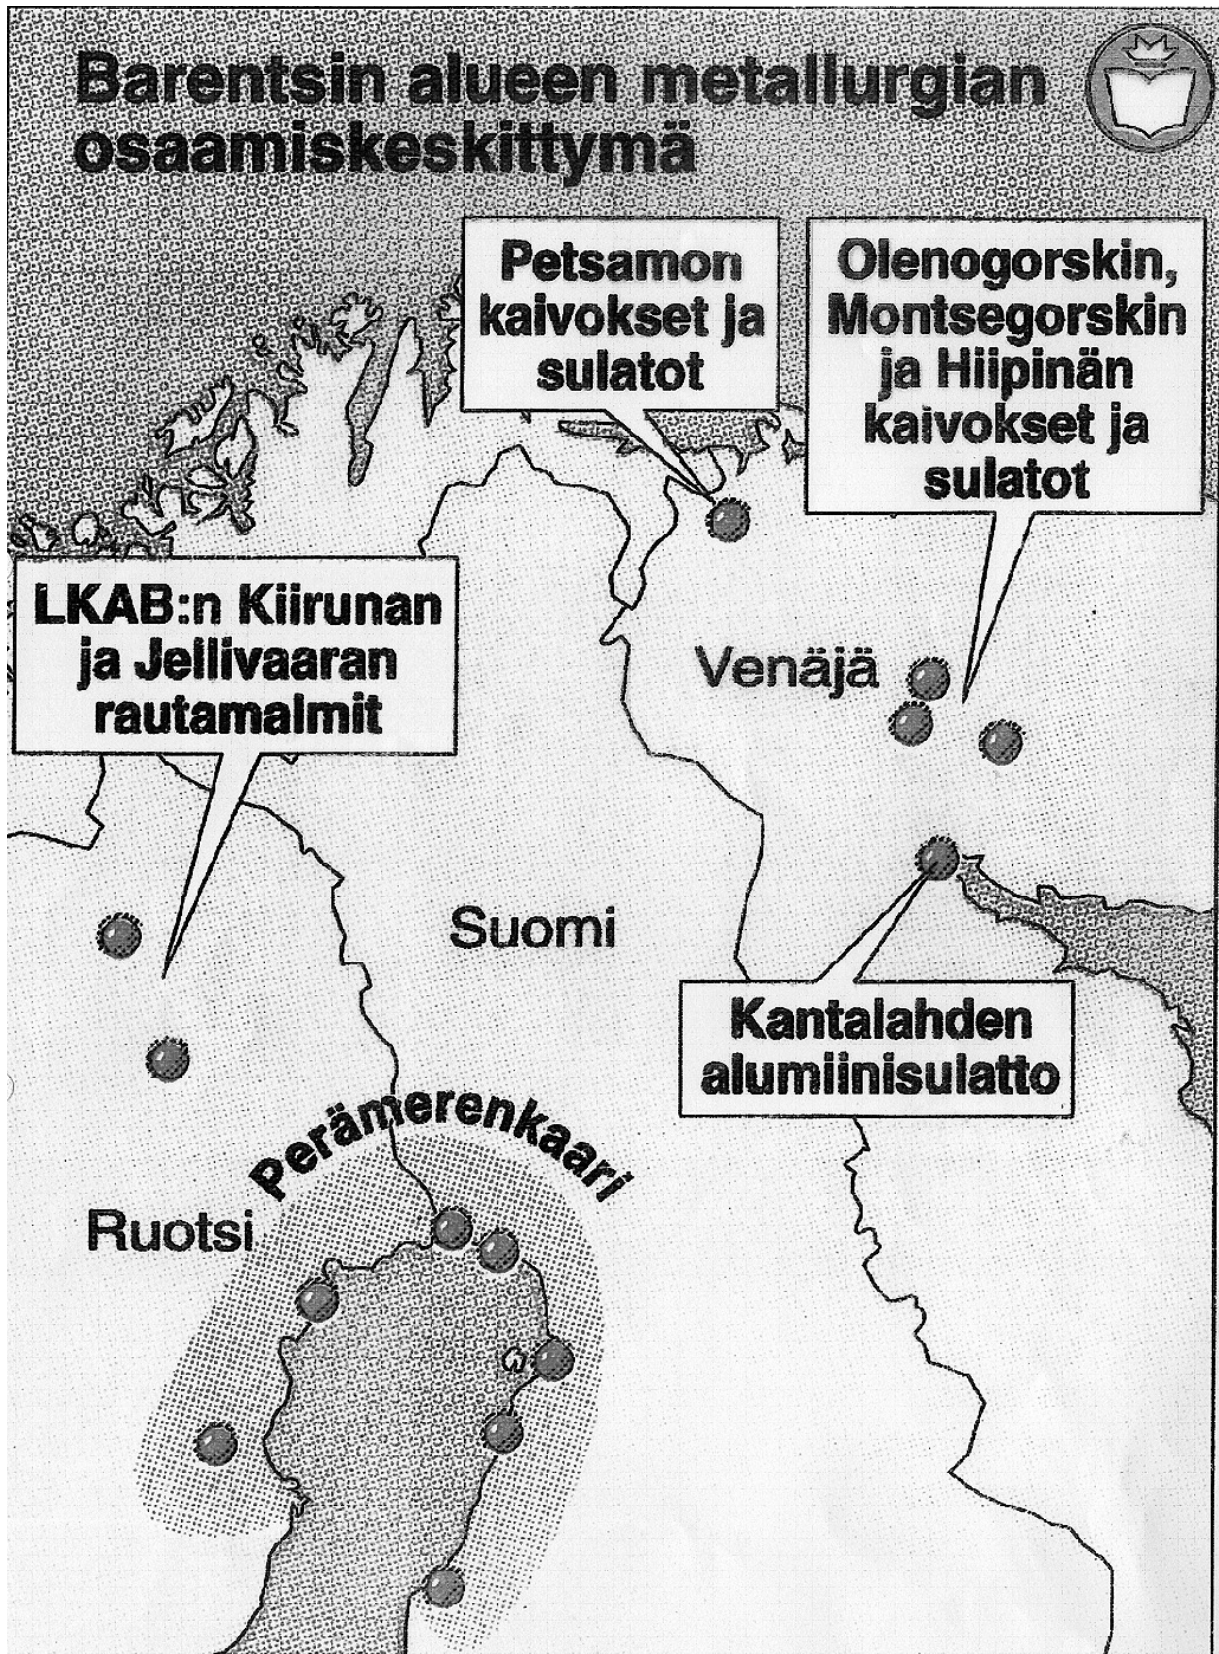 Barentsin alueen metallurgian
osaamiskeskittymä
Petsamon
kaivokset ja
sulatot
Olenogorskin,
Montsegorskin
ja Hiipinän
kaivokset ja
sulatot
LKAB:n Kiirunan
ja Jellivaaran
rautamalmit
Venäjä
Suomi
Kantalahden
alumiinisulatto
Perämerenkaari
Ruotsi